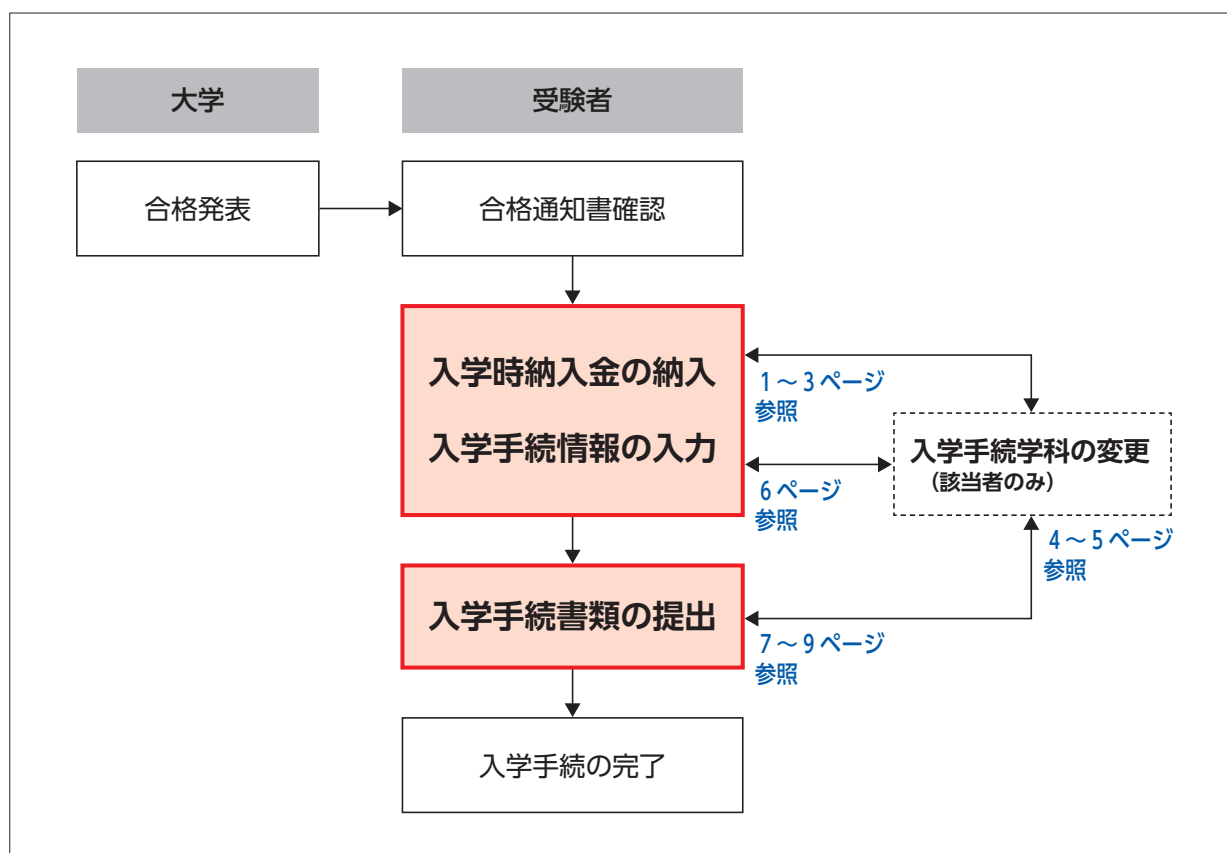 大学
受験者
合格発表
合格通知書確認
入学時納入金の納入
1～3ページ
参照
入学手続情報の入力
6ページ
参照
入学手続学科の変更
（該当者のみ）
4～5ページ
参照
入学手続書類の提出
7～9ページ
参照
入学手続の完了